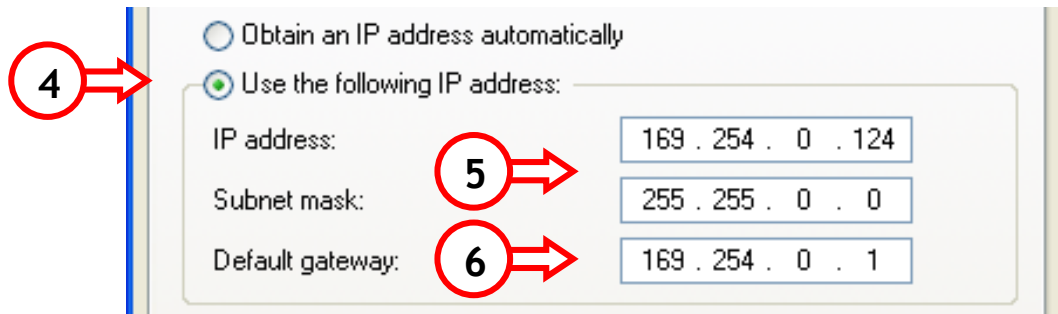 Obtain an IP address automatically
4
Use the following IP address:
IP address: 169 . 254 . 0 . 124
5
Subnet mask: 255 . 255 . 0 . 0
Default gateway: 6 169 . 254 . 0 . 1